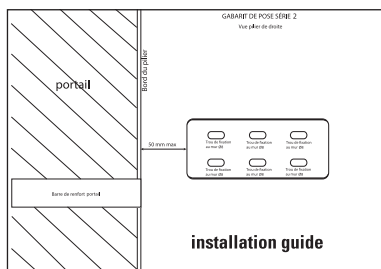 GABARIT DE POSE SÉRIE 2
Vue pilier de droite
portail
Bord du pilier
50 mm max
Trou de fixation
au mur Ø8
Trou de fixation
au mur Ø8
Trou de fixation
au mur Ø8
Trou de fixation
au mur Ø8
Trou de fixation
au mur Ø8
Trou de fixation
au mur Ø8
Barre de renfort portail
installation guide